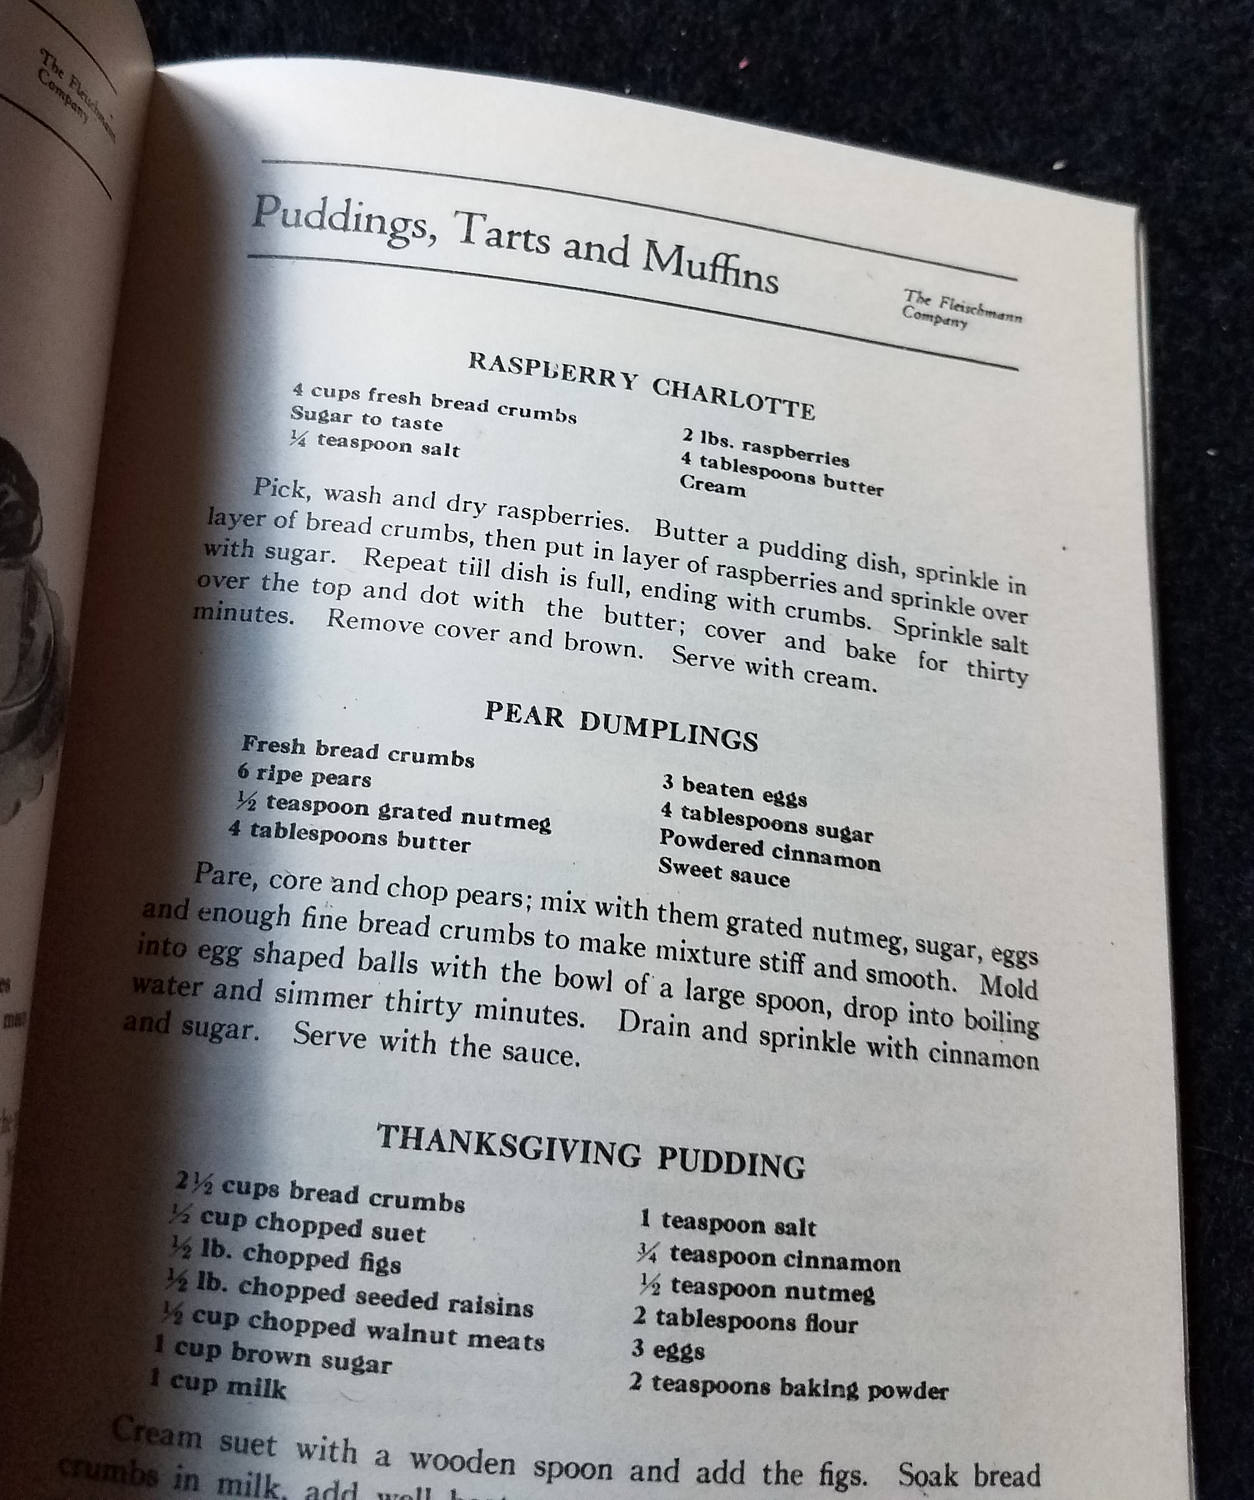 The Fleischmann
Company
Puddings, Tarts and Muffins
The Fleischmann
Company
RASPBERRY CHARLOTTE
4 cups fresh bread crumbs
Sugar to taste
¼ teaspoon salt
2 lbs. raspberries
4 tablespoons butter
Cream
Pick, wash and dry raspberries. Butter a pudding dish, sprinkle in
layer of bread crumbs, then put in layer of raspberries and sprinkle over
with sugar. Repeat till dish is full, ending with crumbs. Sprinkle salt
over the top and dot with the butter; cover and bake for thirty
minutes. Remove cover and brown. Serve with cream.
PEAR DUMPLINGS
Fresh bread crumbs
6 ripe pears
½ teaspoon grated nutmeg
4 tablespoons butter
3 beaten eggs
4 tablespoons sugar
Powdered cinnamon
Sweet sauce
Pare, core and chop pears; mix with them grated nutmeg, sugar, eggs
and enough fine bread crumbs to make mixture stiff and smooth. Mold
into egg shaped balls with the bowl of a large spoon, drop into boiling
water and simmer thirty minutes. Drain and sprinkle with cinnamon
and sugar. Serve with the sauce.
THANKSGIVING PUDDING
2½ cups bread crumbs
½ cup chopped suet
½ lb. chopped figs
½ lb. chopped seeded raisins
½ cup chopped walnut meats
1 cup brown sugar
1 cup milk
1 teaspoon salt
¾ teaspoon cinnamon
½ teaspoon nutmeg
2 tablespoons flour
3 eggs
2 teaspoons baking powder
Cream suet with a wooden spoon and add the figs. Soak bread
crumbs in milk, add well